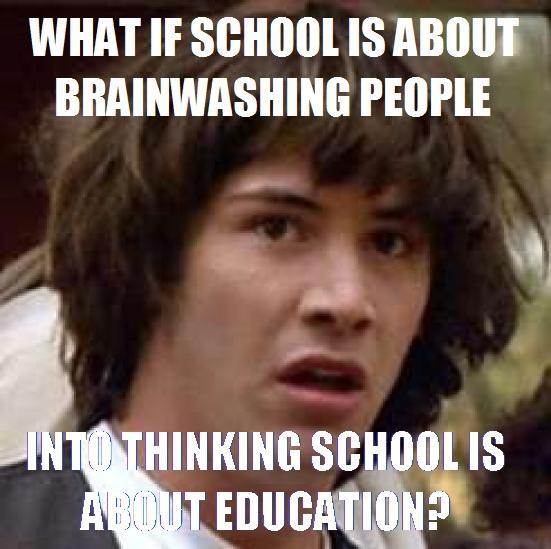 WHAT IF SCHOOL IS ABOUT
BRAINWASHING PEOPLE
INTO THINKING SCHOOL IS
ABOUT EDUCATION?